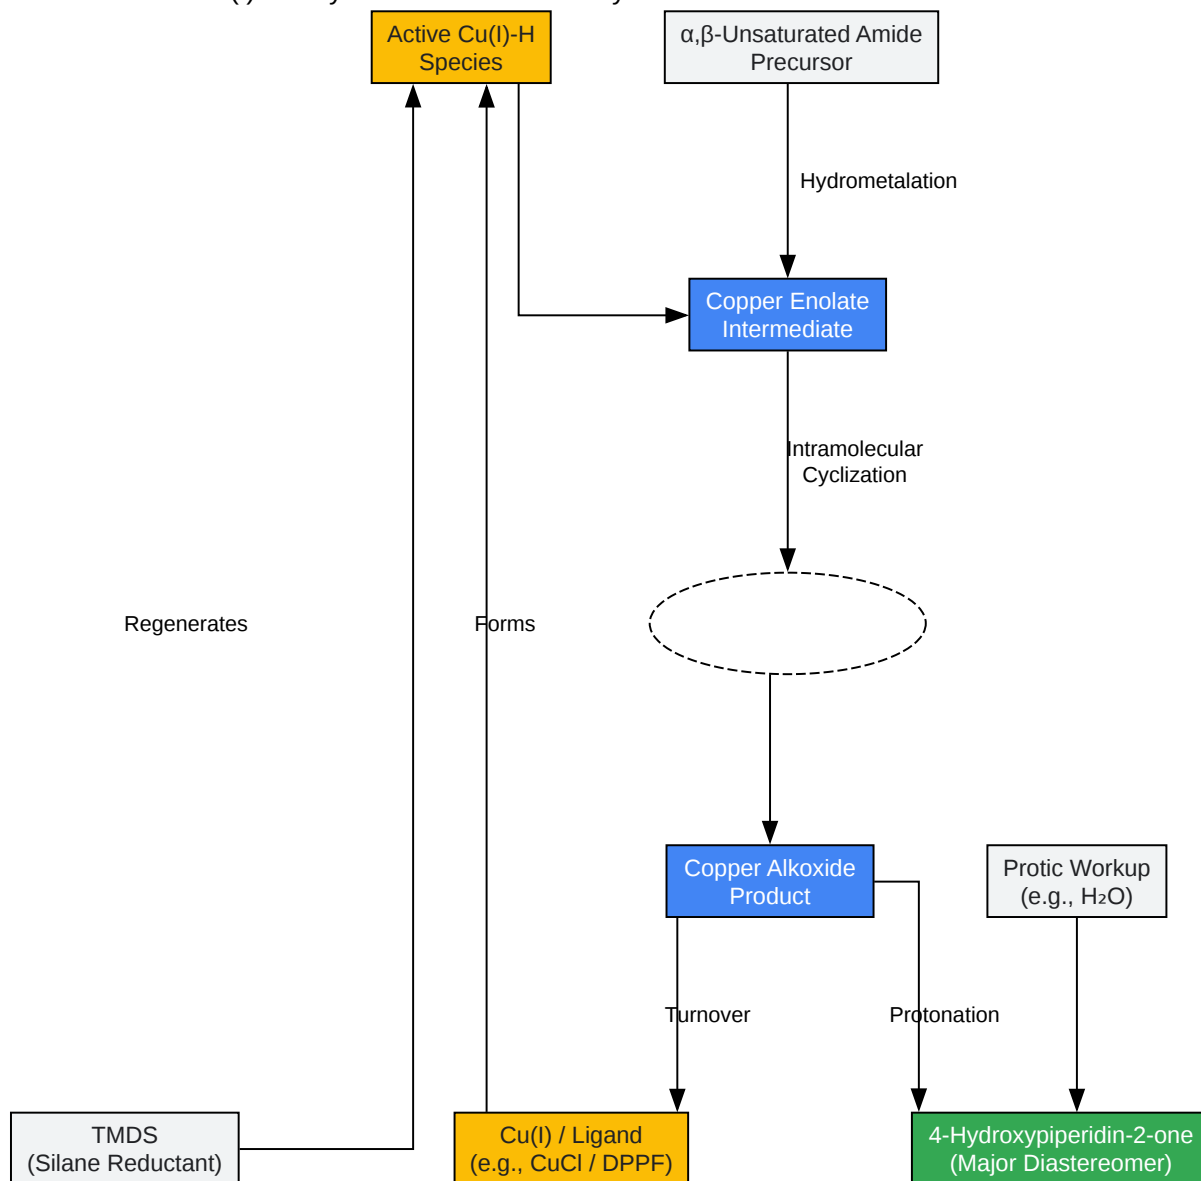 Active Cu(I)-H
Species
α,β-Unsaturated Amide
Precursor
Hydrometalation
Copper Enolate
Intermediate
Intramolecular
Cyclization
Regenerates
Forms
Copper Alkoxide
Product
Protic Workup
(e.g., H₂O)
Turnover
Protonation
TMDS
(Silane Reductant)
Cu(I) / Ligand
(e.g., CuCl / DPPF)
4-Hydroxypiperidin-2-one
(Major Diastereomer)